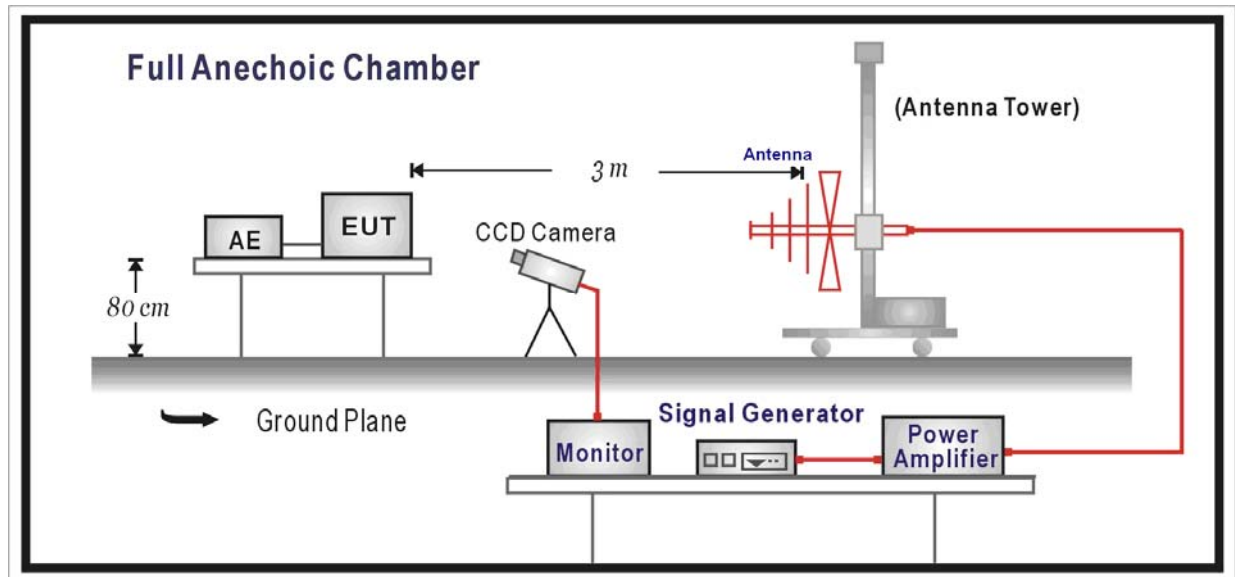 Full Anechoic Chamber
(Antenna Tower)
Antenna
3 m
AE
EUT
CCD Camera
80 cm
Ground Plane
Signal Generator
Monitor
Power
Amplifier